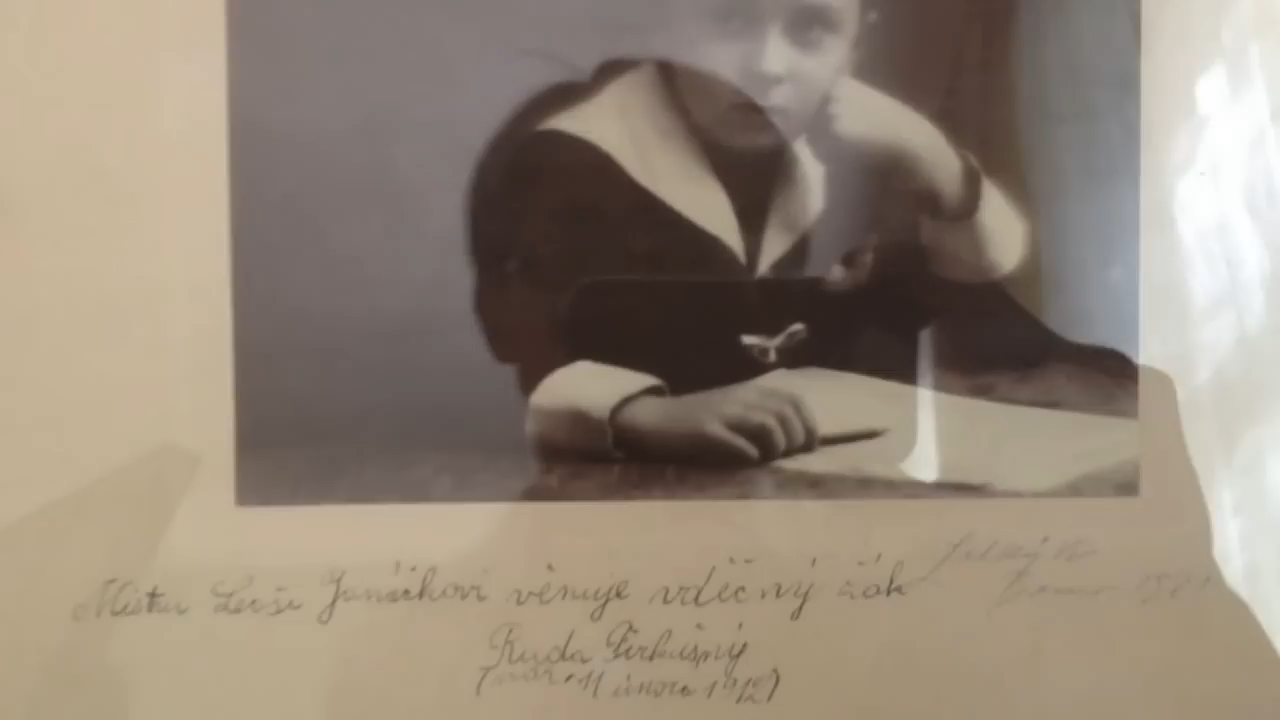 Mistru Leoši Janáčkovi věnuje vděčný žák
Ruda Firkušný
(nar. 11 února 1912)